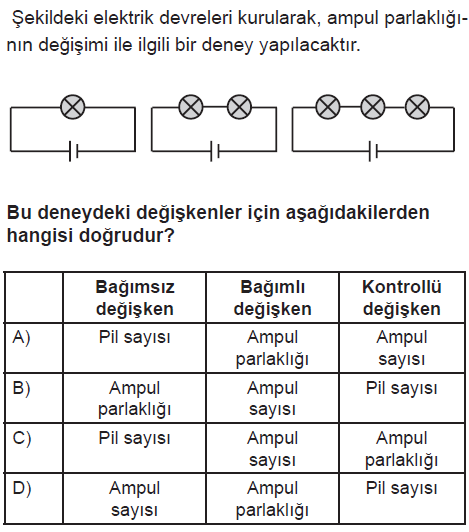 Şekildeki elektrik devreleri kurularak, ampul parlaklığı-
nın değişimi ile ilgili bir deney yapılacaktır.
Bu deneydeki değişkenler için aşağıdakilerden
hangisi doğrudur?
Bağımsız değişken Bağımlı değişken Kontrollü değişken
A) Pil sayısı Ampul parlaklığı Ampul sayısı
B) Ampul parlaklığı Ampul sayısı Pil sayısı
C) Pil sayısı Ampul sayısı Ampul parlaklığı
D) Ampul sayısı Ampul parlaklığı Pil sayısı